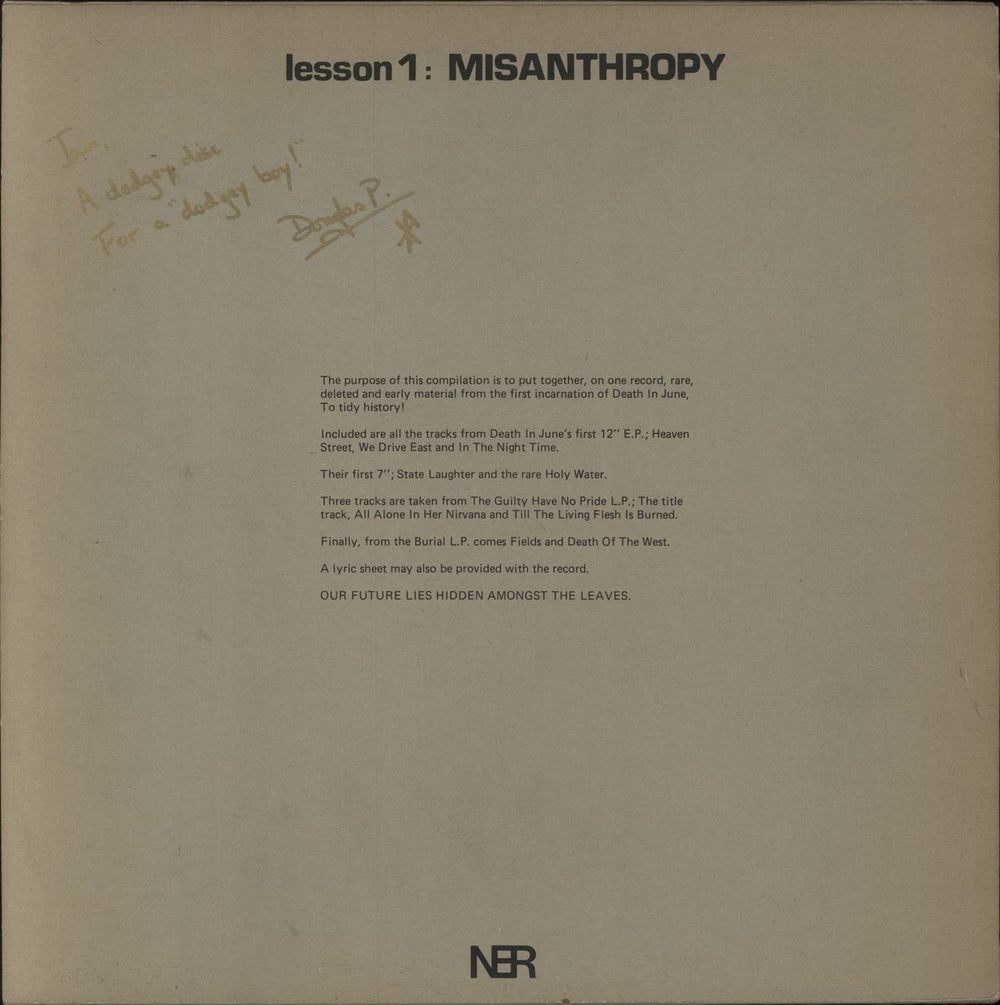 lesson 1: MISANTHROPY
Ian,
A dodgey disc
For a "dodgey boy!"
Douglas P.
The purpose of this compilation is to put together, on one record, rare,
deleted and early material from the first incarnation of Death In June,
To tidy history!
Included are all the tracks from Death In June's first 12″ E.P.; Heaven
Street, We Drive East and In The Night Time.
Their first 7″; State Laughter and the rare Holy Water.
Three tracks are taken from The Guilty Have No Pride L.P.; The title
track, All Alone In Her Nirvana and Till The Living Flesh Is Burned.
Finally, from the Burial L.P. comes Fields and Death Of The West.
A lyric sheet may also be provided with the record.
OUR FUTURE LIES HIDDEN AMONGST THE LEAVES.
NER